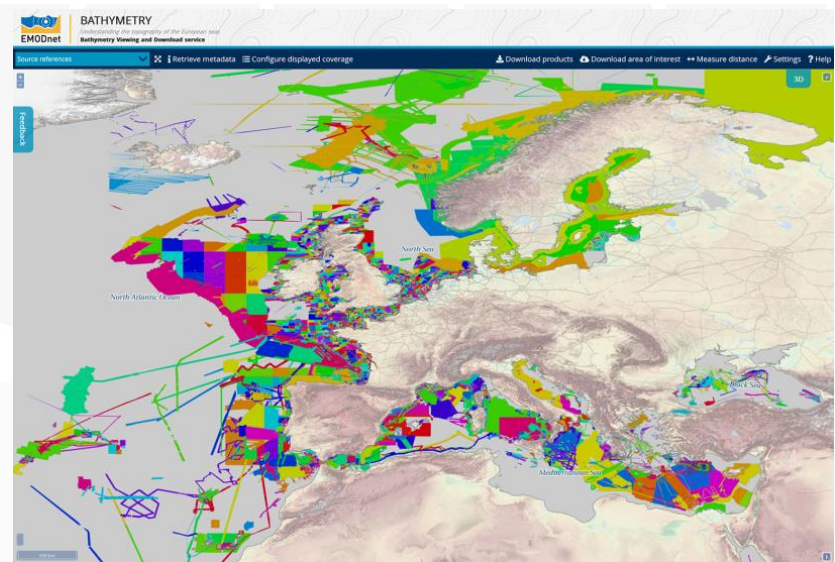 EMODnet
BATHYMETRY
Understanding the topography of the European seas
Bathymetry Viewing and Download service
Source references
Retrieve metadata
Configure displayed coverage
Download products
Download area of interest
Measure distance
Settings
Help
3D
Feedback
North Sea
North Atlantic Ocean
Black Sea
Mediterranean Sea